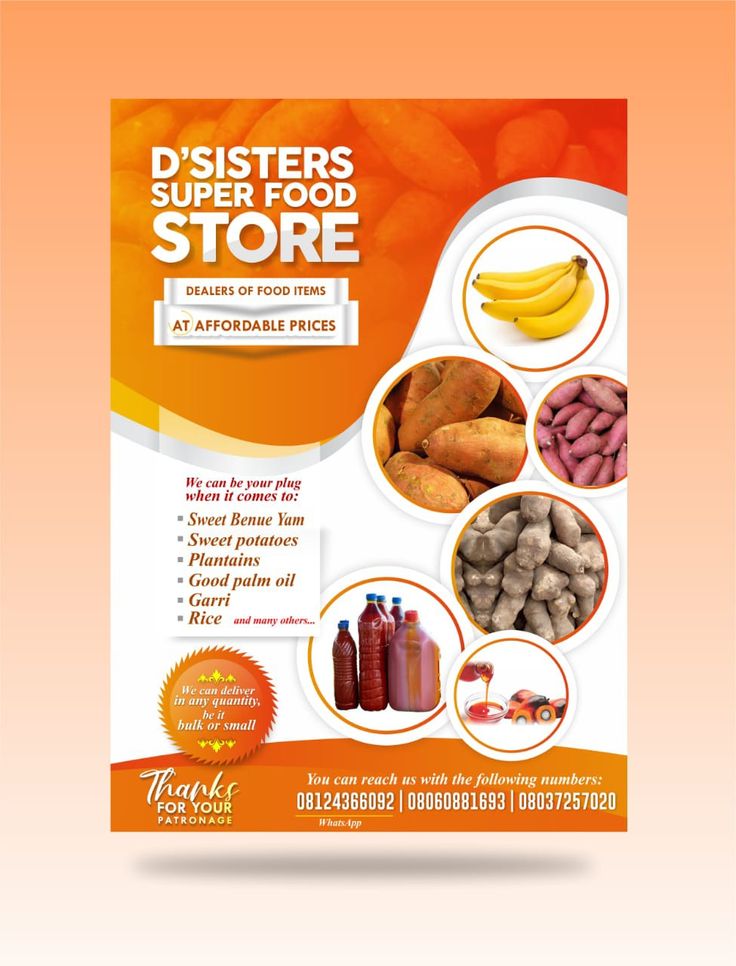 D'SISTERS
SUPER FOOD
STORE
DEALERS OF FOOD ITEMS
AT AFFORDABLE PRICES
We can be your plug
when it comes to:
Sweet Benue Yam
Sweet potatoes
Plantains
Good palm oil
Garri
Rice and many others...
We can deliver
in any quantity,
be it
bulk or small
Thanks
FOR YOUR
PATRONAGE
You can reach us with the following numbers:
08124366092 | 08060881693 | 08037257020
WhatsApp